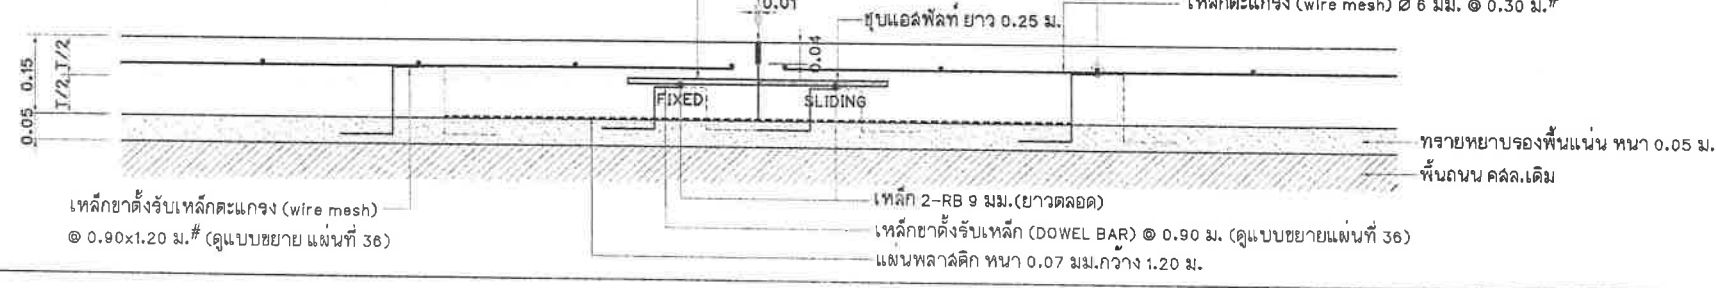 0.01
เหล็กตะแกรง (wire mesh) Ø 6 มม. @ 0.30 ม.#
ชุบแอสฟัลท์ ยาว 0.25 ม.
0.04
0.15
T/2
T/2
0.05
FIXED
SLIDING
ทรายหยาบรองพื้นแน่น หนา 0.05 ม.
พื้นถนน คสล.เดิม
เหล็กขาตั้งรับเหล็กตะแกรง (wire mesh)
@ 0.90x1.20 ม.# (ดูแบบขยาย แผ่นที่ 36)
เหล็ก 2-RB 9 มม.(ยาวตลอด)
เหล็กขาตั้งรับเหล็ก (DOWEL BAR) @ 0.90 ม. (ดูแบบขยายแผ่นที่ 36)
แผ่นพลาสติก หนา 0.07 มม.กว้าง 1.20 ม.